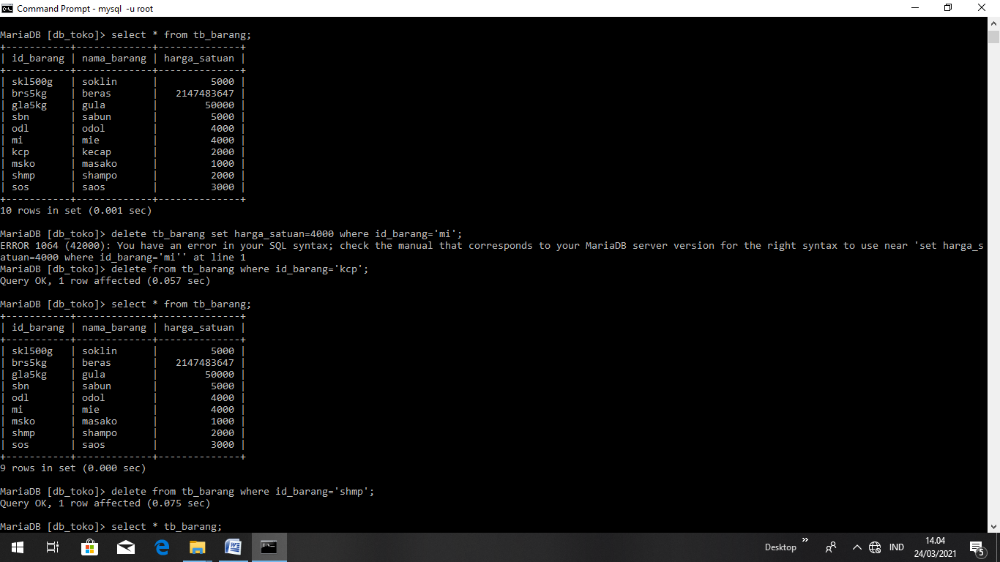 Command Prompt - mysql  -u root
MariaDB [db_toko]> select * from tb_barang;
+-----------+-------------+--------------+
| id_barang | nama_barang | harga_satuan |
+-----------+-------------+--------------+
| skl500g   | soklin      |         5000 |
| brs5kg    | beras       |   2147483647 |
| gla5kg    | gula        |        50000 |
| sbn       | sabun       |         5000 |
| odl       | odol        |         4000 |
| mi        | mie         |         4000 |
| kcp       | kecap       |         2000 |
| msko      | masako      |         1000 |
| shmp      | shampo      |         2000 |
| sos       | saos        |         3000 |
+-----------+-------------+--------------+
10 rows in set (0.001 sec)
MariaDB [db_toko]> delete tb_barang set harga_satuan=4000 where id_barang='mi';
ERROR 1064 (42000): You have an error in your SQL syntax; check the manual that corresponds to your MariaDB server version for the right syntax to use near 'set harga_s
atuan=4000 where id_barang='mi'' at line 1
MariaDB [db_toko]> delete from tb_barang where id_barang='kcp';
Query OK, 1 row affected (0.057 sec)
MariaDB [db_toko]> select * from tb_barang;
+-----------+-------------+--------------+
| id_barang | nama_barang | harga_satuan |
+-----------+-------------+--------------+
| skl500g   | soklin      |         5000 |
| brs5kg    | beras       |   2147483647 |
| gla5kg    | gula        |        50000 |
| sbn       | sabun       |         5000 |
| odl       | odol        |         4000 |
| mi        | mie         |         4000 |
| msko      | masako      |         1000 |
| shmp      | shampo      |         2000 |
| sos       | saos        |         3000 |
+-----------+-------------+--------------+
9 rows in set (0.000 sec)
MariaDB [db_toko]> delete from tb_barang where id_barang='shmp';
Query OK, 1 row affected (0.075 sec)
MariaDB [db_toko]> select * tb_barang;
Desktop » IND 14.04
24/03/2021 5